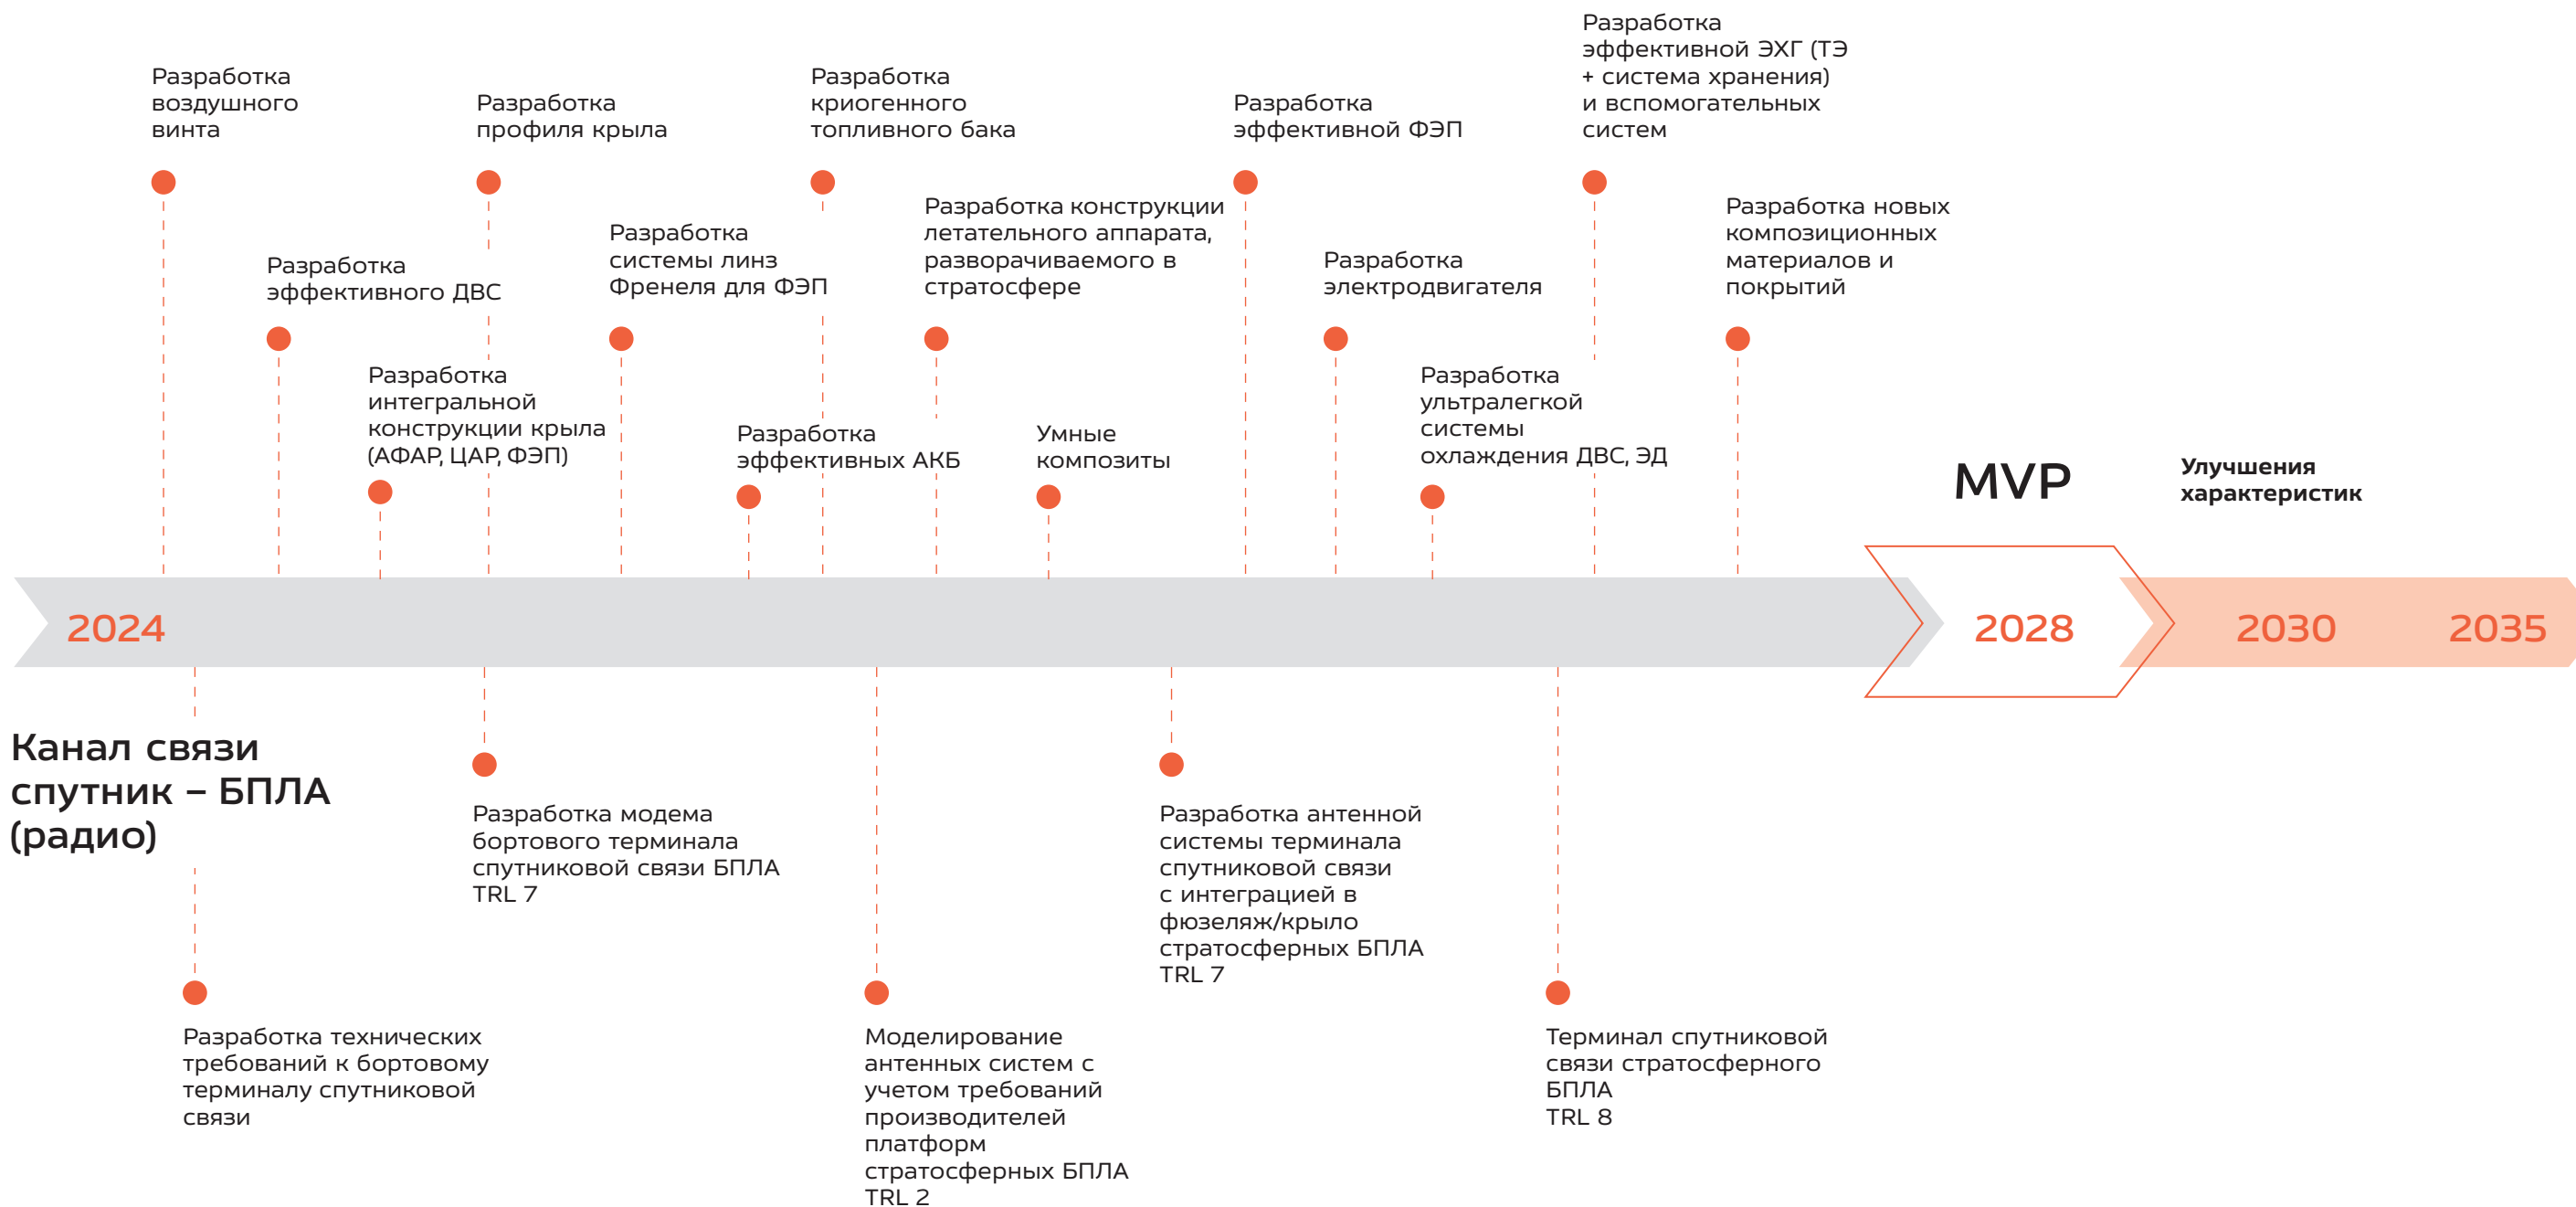 Разработка
воздушного
винта
Разработка
эффективного ДВС
Разработка
интегральной
конструкции крыла
(АФАР, ЦАР, ФЭП)
Разработка
профиля крыла
Разработка
системы линз
Френеля для ФЭП
Разработка
эффективных АКБ
Разработка
криогенного
топливного бака
Разработка конструкции
летательного аппарата,
разворачиваемого в
стратосфере
Умные
композиты
Разработка
эффективной ФЭП
Разработка
электродвигателя
Разработка
ультралегкой
системы
охлаждения ДВС, ЭД
Разработка
эффективной ЭХГ (ТЭ
+ система хранения)
и вспомогательных
систем
Разработка новых
композиционных
материалов и
покрытий
MVP
Улучшения
характеристик
2024
2028
2030
2035
Канал связи
спутник – БПЛА
(радио)
Разработка технических
требований к бортовому
терминалу спутниковой
связи
Разработка модема
бортового терминала
спутниковой связи БПЛА
TRL 7
Моделирование
антенных систем с
учетом требований
производителей
платформ
стратосферных БПЛА
TRL 2
Разработка антенной
системы терминала
спутниковой связи
с интеграцией в
фюзеляж/крыло
стратосферных БПЛА
TRL 7
Терминал спутниковой
связи стратосферного
БПЛА
TRL 8